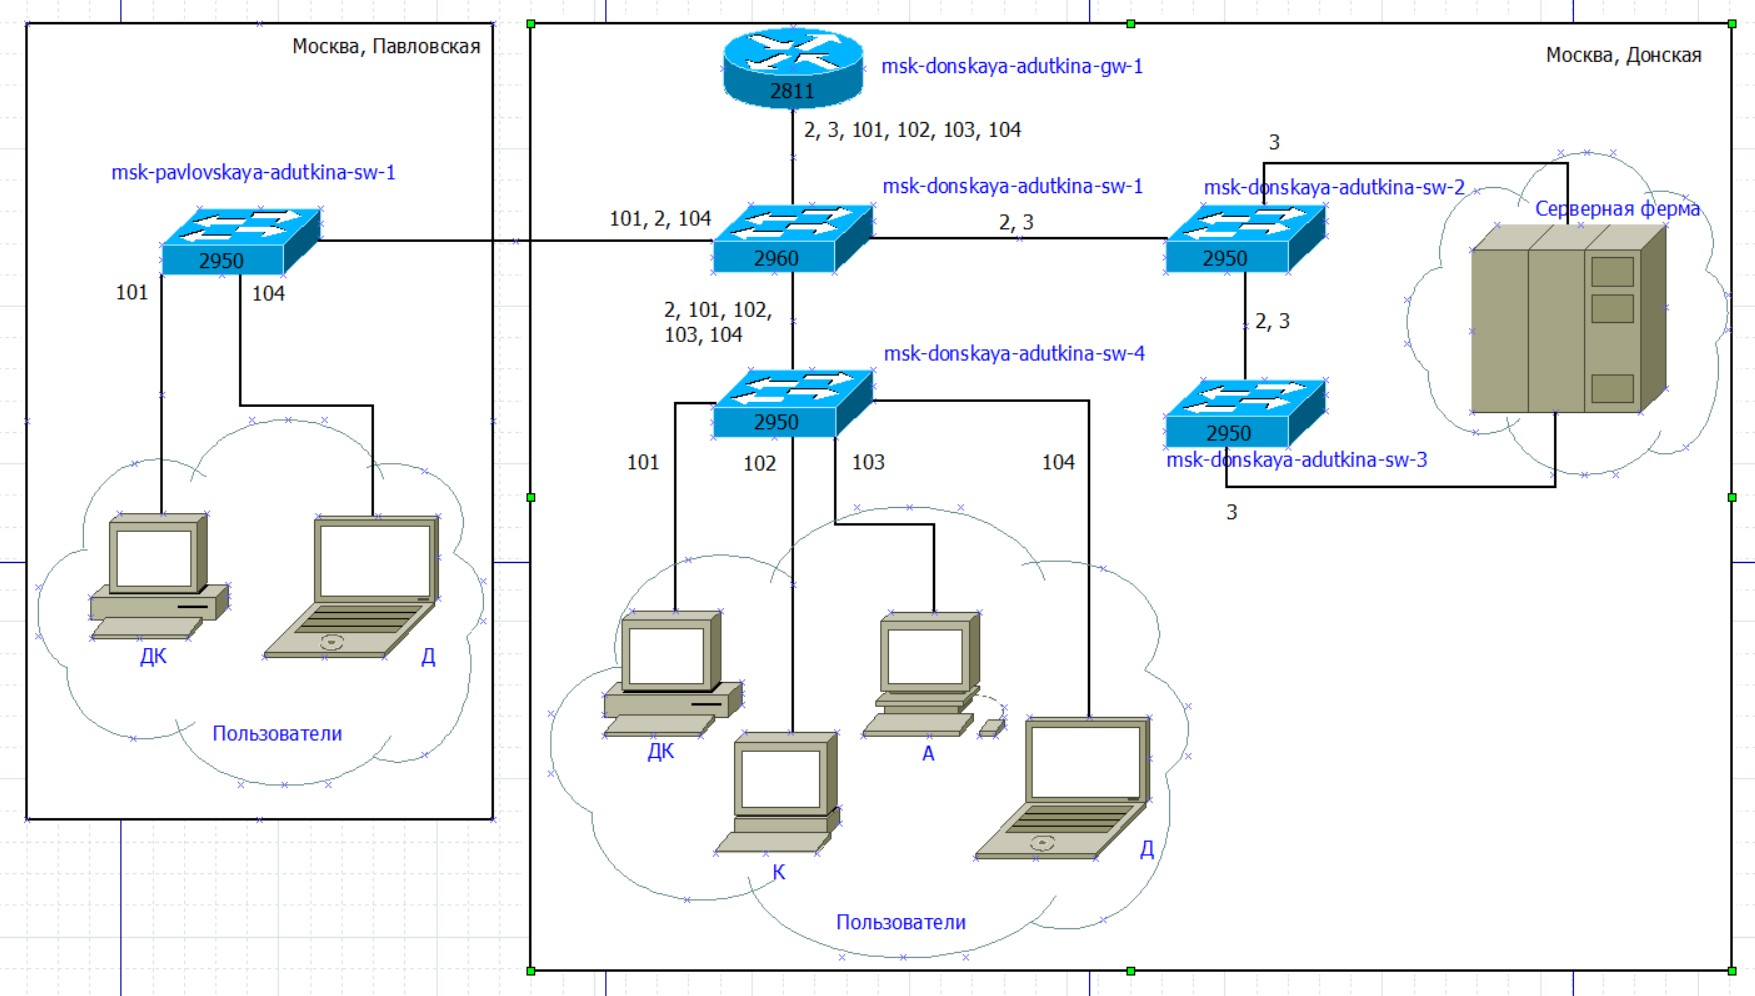 Москва, Павловская
msk-pavlovskaya-adutkina-sw-1
2950
101
104
ДК
Д
Пользователи
Москва, Донская
msk-donskaya-adutkina-gw-1
2811
2, 3, 101, 102, 103, 104
msk-donskaya-adutkina-sw-1
101, 2, 104
2960
2, 3
3
msk-donskaya-adutkina-sw-2
2950
Серверная ферма
2, 101, 102,
103, 104
2, 3
msk-donskaya-adutkina-sw-4
2950
2950
msk-donskaya-adutkina-sw-3
3
101
102
103
104
ДК
А
К
Д
Пользователи